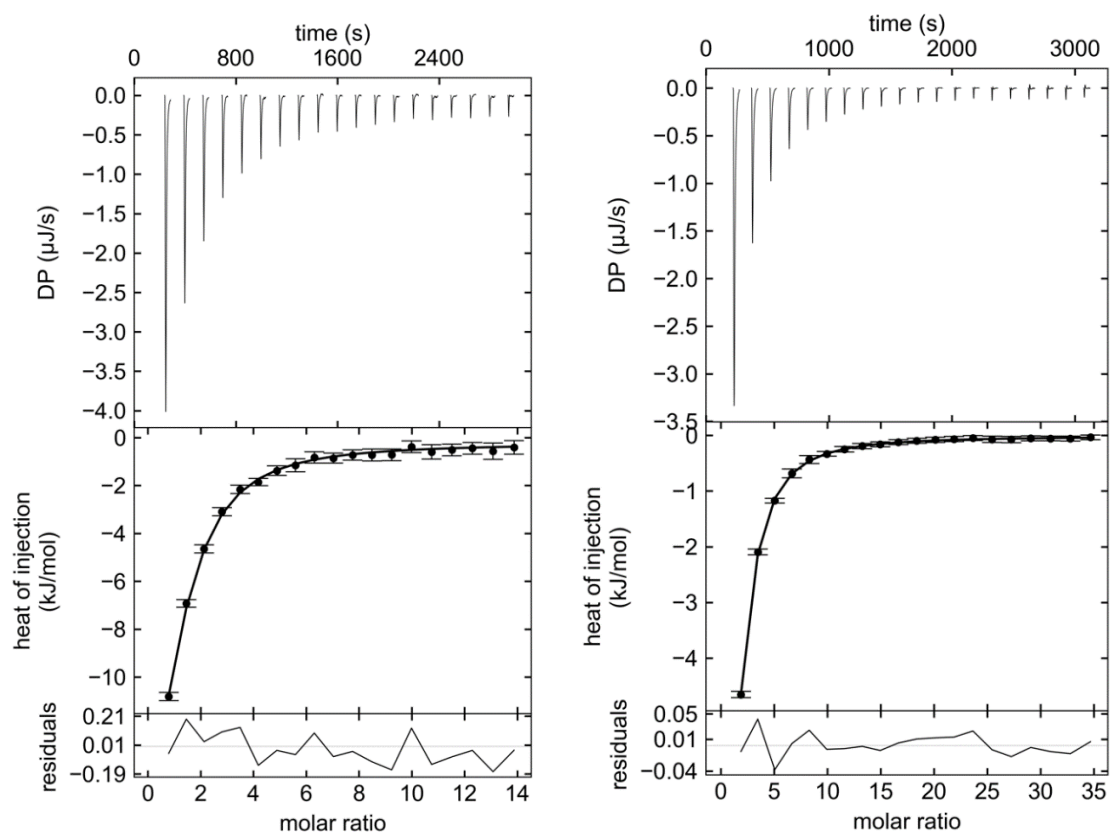 time (s)
0 800 1600 2400
0.0
−0.5
−1.0
−1.5
−2.0
−2.5
−3.0
−3.5
−4.0
DP (µJ/s)
0
−2
−4
−6
−8
−10
heat of injection
(kJ/mol)
0.21
0.01
−0.19
residuals
0 2 4 6 8 10 12 14
molar ratio
time (s)
0 1000 2000 3000
0.0
−0.5
−1.0
−1.5
−2.0
−2.5
−3.0
−3.5
DP (µJ/s)
0
−1
−2
−3
−4
heat of injection
(kJ/mol)
0.05
0.01
−0.04
residuals
0 5 10 15 20 25 30 35
molar ratio